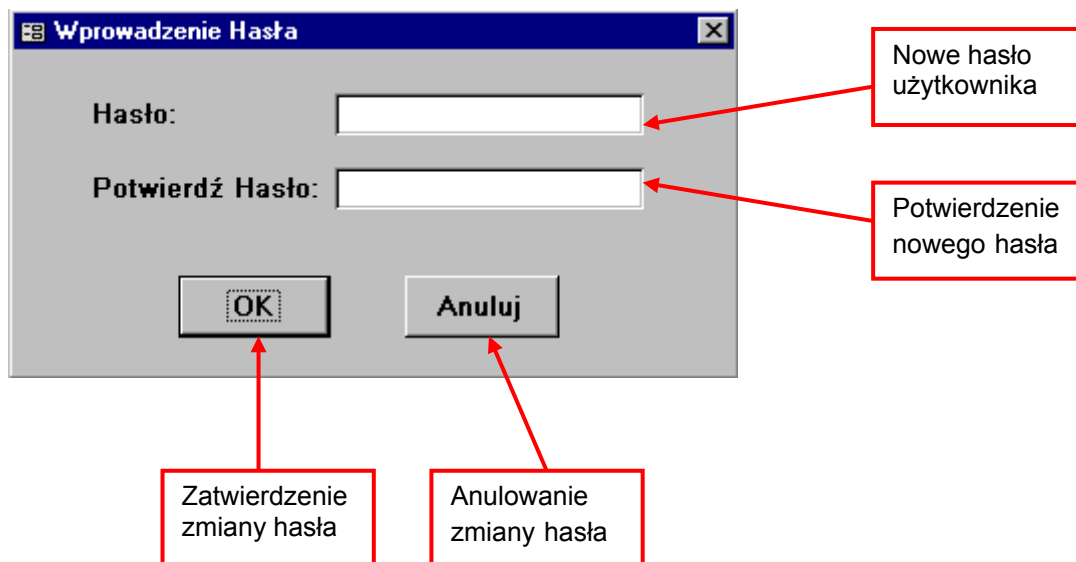 Wprowadzenie Hasła
Nowe hasło
użytkownika
Hasło:
Potwierdź Hasło:
Potwierdzenie
nowego hasła
OK
Anuluj
Zatwierdzenie
zmiany hasła
Anulowanie
zmiany hasła